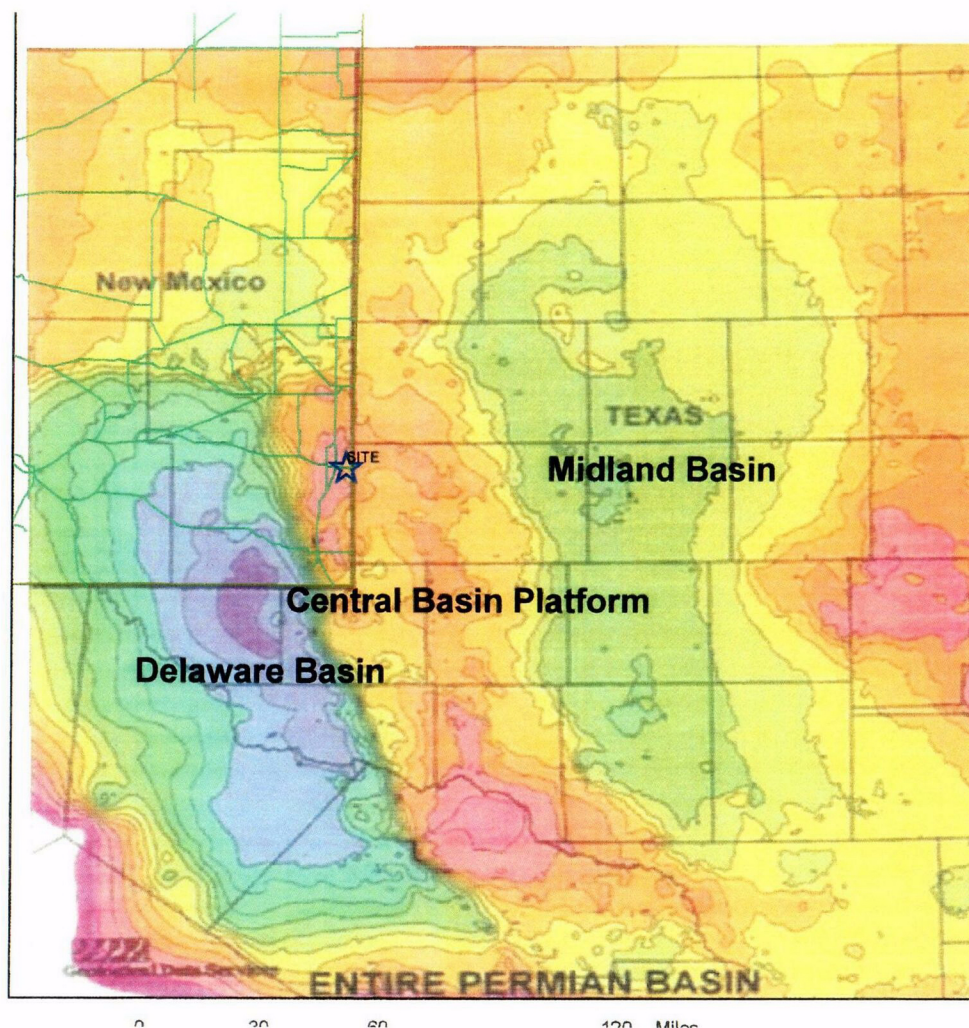 New Mexico
TEXAS
SITE
Midland Basin
Central Basin Platform
Delaware Basin
Geological Data Services
ENTIRE PERMIAN BASIN
0 30 60 120 Miles